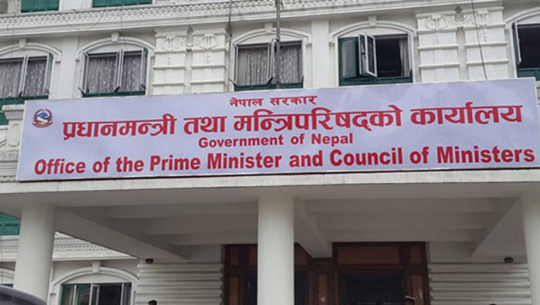 नेपाल सरकार
प्रधानमन्त्री तथा मन्त्रिपरिषद्को कार्यालय
Government of Nepal
Office of the Prime Minister and Council of Ministers